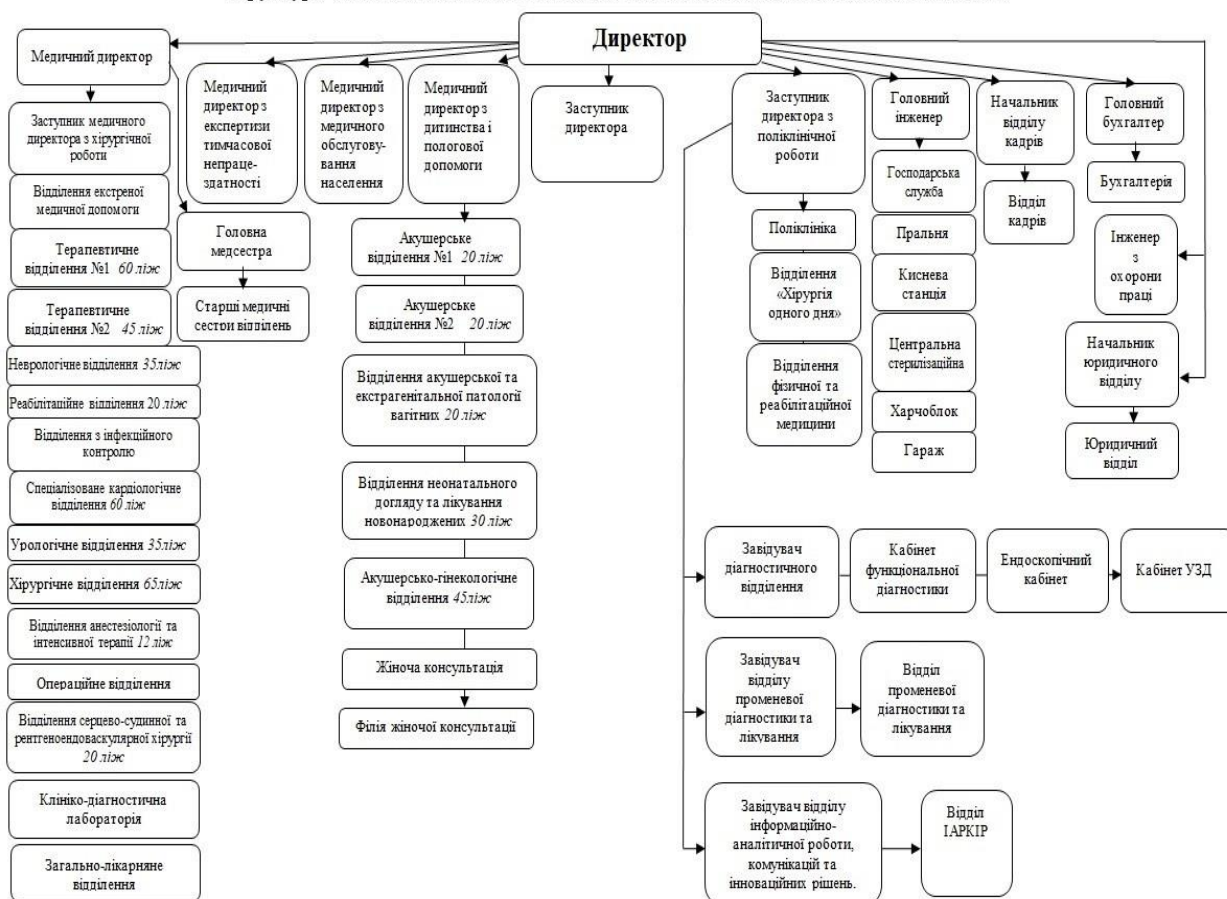 Директор
Медичний директор
Заступник медичного
директора з хірургічної
роботи
Відділення екстреної
медичної допомоги
Терапевтичне
відділення №1 60 ліж
Терапевтичне
відділення №2 45 ліж
Неврологічне відділення 35ліж
Реабілітаційне відділення 20 ліж
Відділення з інфекційного
контролю
Спеціалізоване кардіологічне
відділення 60 ліж
Урологічне відділення 35ліж
Хірургічне відділення 65ліж
Відділення анестезіології та
інтенсивної терапії 12 ліж
Операційне відділення
Відділення серцево-судинної та
рентгеноендоваскулярної хірургії
20 ліж
Клініко-діагностична
лабораторія
Загально-лікарняне
відділення
Головна
медсестра
Старші медичні
сестри відділень
Медичний
директор з
експертизи
тимчасової
непраце-
здатності
Медичний
директор з
медичного
обслугову-
вання
населення
Медичний
директор з
дитинства і
пологової
допомоги
Акушерське
відділення №1 20 ліж
Акушерське
відділення №2 20 ліж
Відділення акушерської та
екстрагенітальної патології
вагітних 20 ліж
Відділення неонатального
догляду та лікування
новонароджених 30 ліж
Акушерсько-гінекологічне
відділення 45ліж
Жіноча консультація
Філія жіночої консультації
Заступник
директора
Заступник
директора з
поліклінічної
роботи
Поліклініка
Відділення
«Хірургія
одного дня»
Відділення
фізичної та
реабілітаційної
медицини
Головний
інженер
Господарська
служба
Пральня
Киснева
станція
Центральна
стерилізаційна
Харчоблок
Гараж
Начальник
відділу
кадрів
Відділ
кадрів
Головний
бухгалтер
Бухгалтерія
Інженер
з
охорони
праці
Начальник
юридичного
відділу
Юридичний
відділ
Завідувач
діагностичного
відділення
Кабінет
функціональної
діагностики
Ендоскопічний
кабінет
Кабінет УЗД
Завідувач
відділу
променевої
діагностики та
лікування
Відділ
променевої
діагностики та
лікування
Завідувач відділу
інформаційно-
аналітичної роботи,
комунікацій та
інноваційних рішень.
Відділ
ІАРКІР